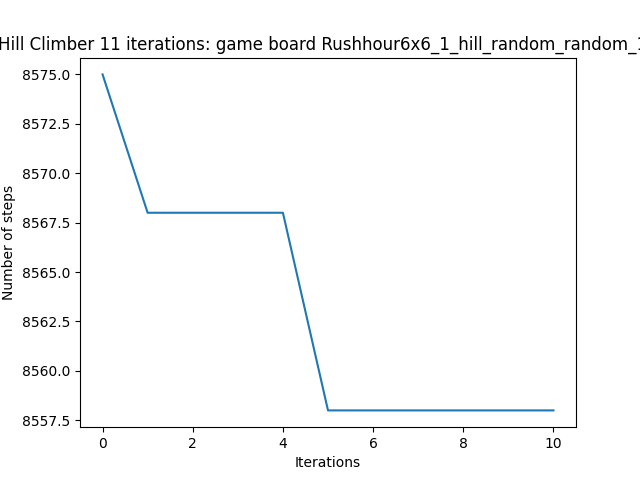 Hill Climber 11 iterations: game board Rushhour6x6_1_hill_random_random_1
8575.0
8572.5
8570.0
8567.5
8565.0
8562.5
8560.0
8557.5
Number of steps
0 2 4 6 8 10
Iterations